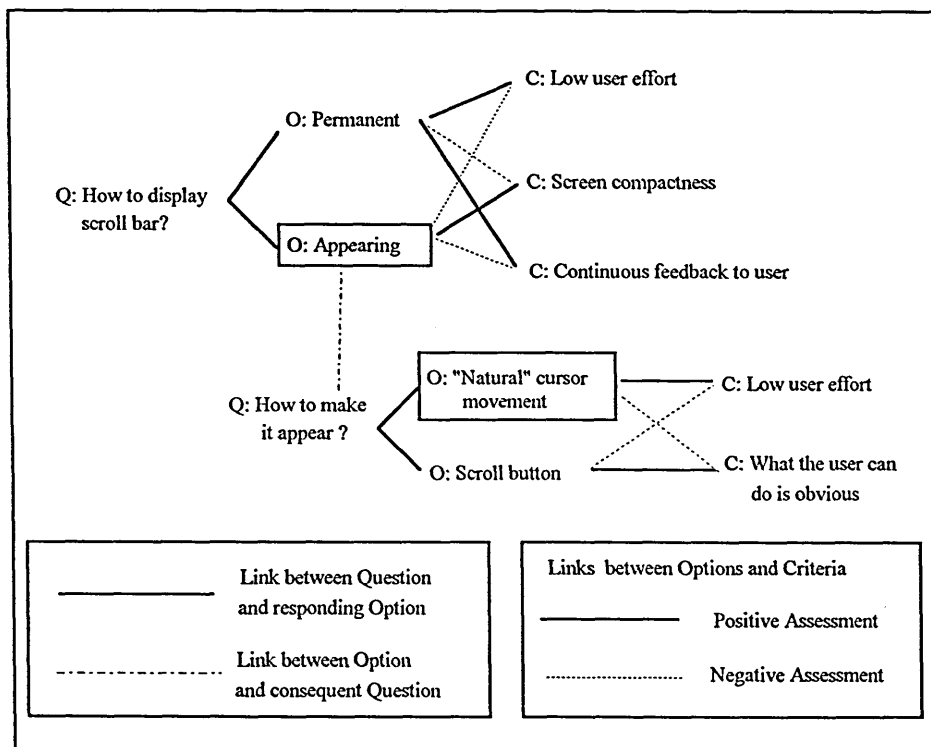 C: Low user effort
O: Permanent
C: Screen compactness
Q: How to display
scroll bar?
O: Appearing
C: Continuous feedback to user
O: "Natural" cursor
movement
C: Low user effort
Q: How to make
it appear ?
O: Scroll button
C: What the user can
do is obvious
Link between Question
and responding Option
Link between Option
and consequent Question
Links between Options and Criteria
Positive Assessment
Negative Assessment